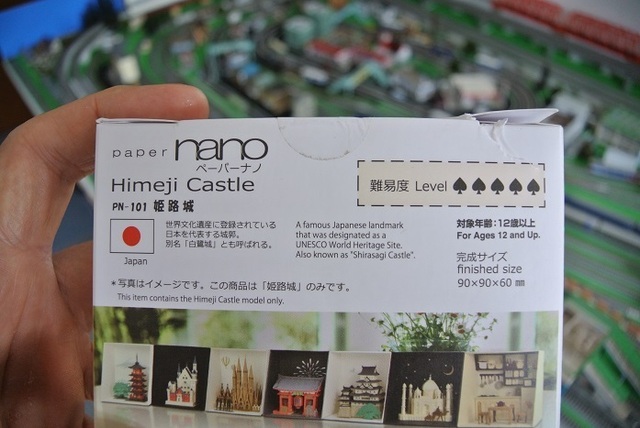 paper nano
ペーパーナノ
Himeji Castle
PN-101 姫路城
難易度 Level ♠♠♠♠♠
Japan
世界文化遺産に登録されている
日本を代表する城郭。
別名「白鷺城」とも呼ばれる。
A famous Japanese landmark
that was designated as a
UNESCO World Heritage Site.
Also known as "Shirasagi Castle".
対象年齢:12歳以上
For Ages 12 and Up.
完成サイズ
finished size
90×90×60 mm
*写真はイメージです。この商品は「姫路城」のみです。
This item contains the Himeji Castle model only.